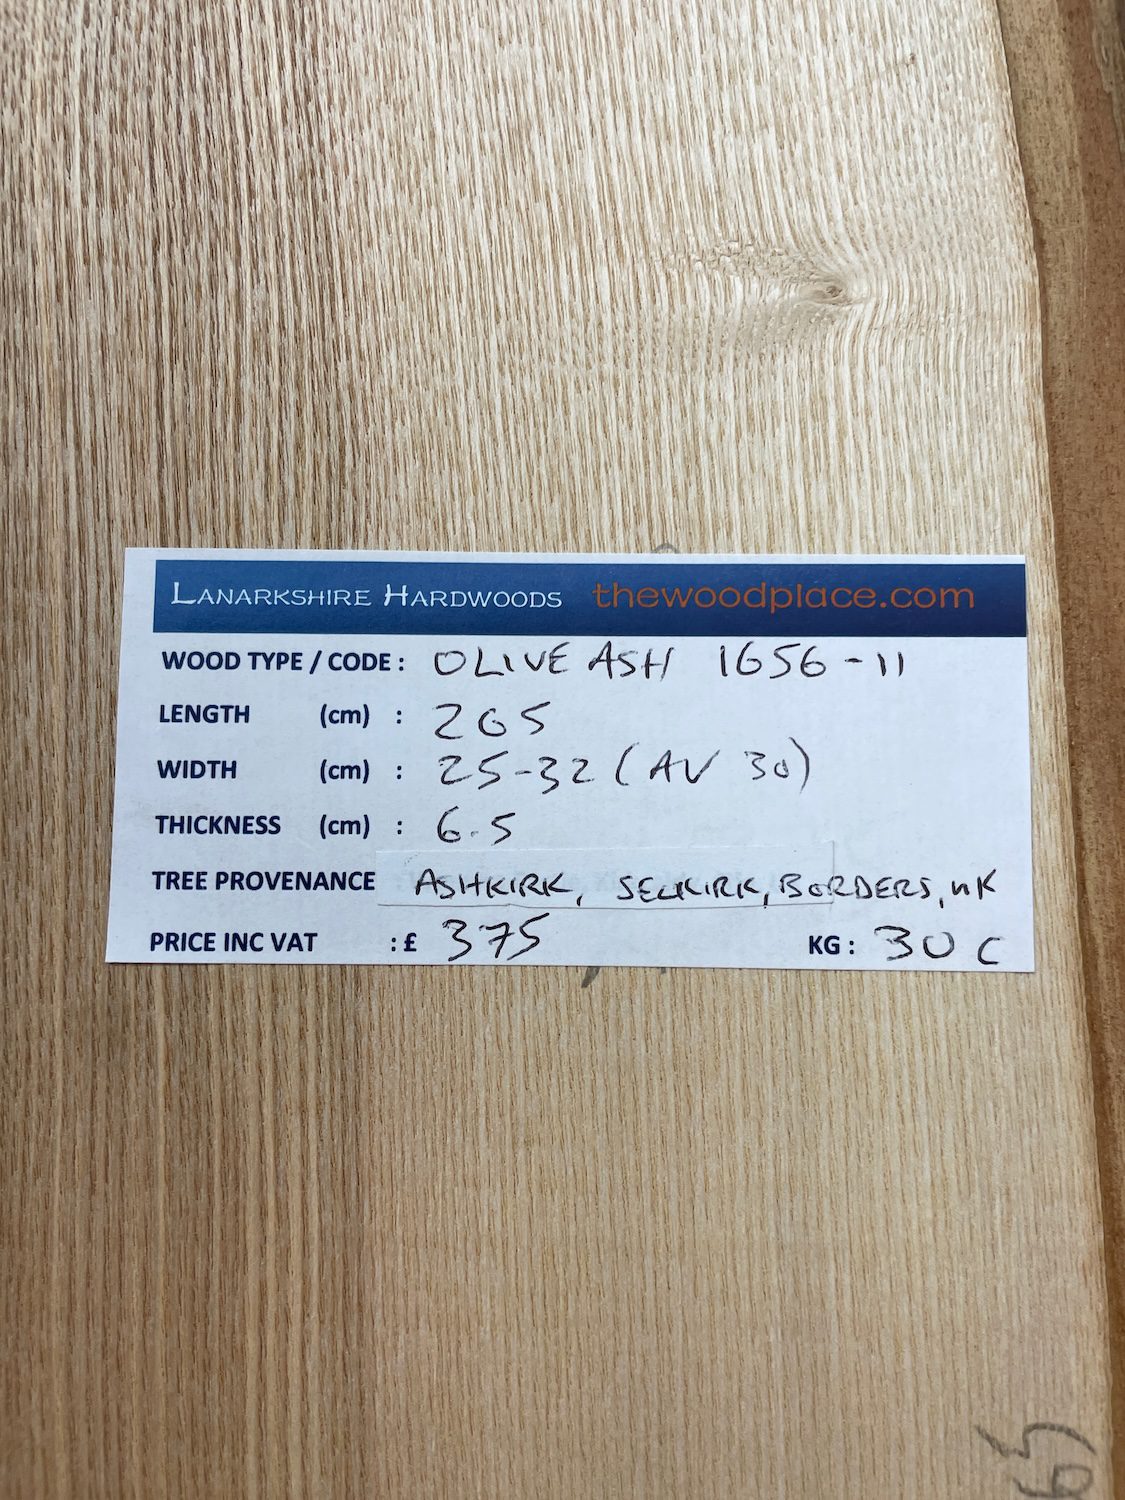 LANARKSHIRE HARDWOODS thewoodplace.com
WOOD TYPE / CODE : OLIVE ASH 1656-11
LENGTH (cm) : 205
WIDTH (cm) : 25-32 (AV 30)
THICKNESS (cm) : 6.5
TREE PROVENANCE ASHKIRK, SELKIRK, BORDERS, UK
PRICE INC VAT : £ 375 KG : 30 C